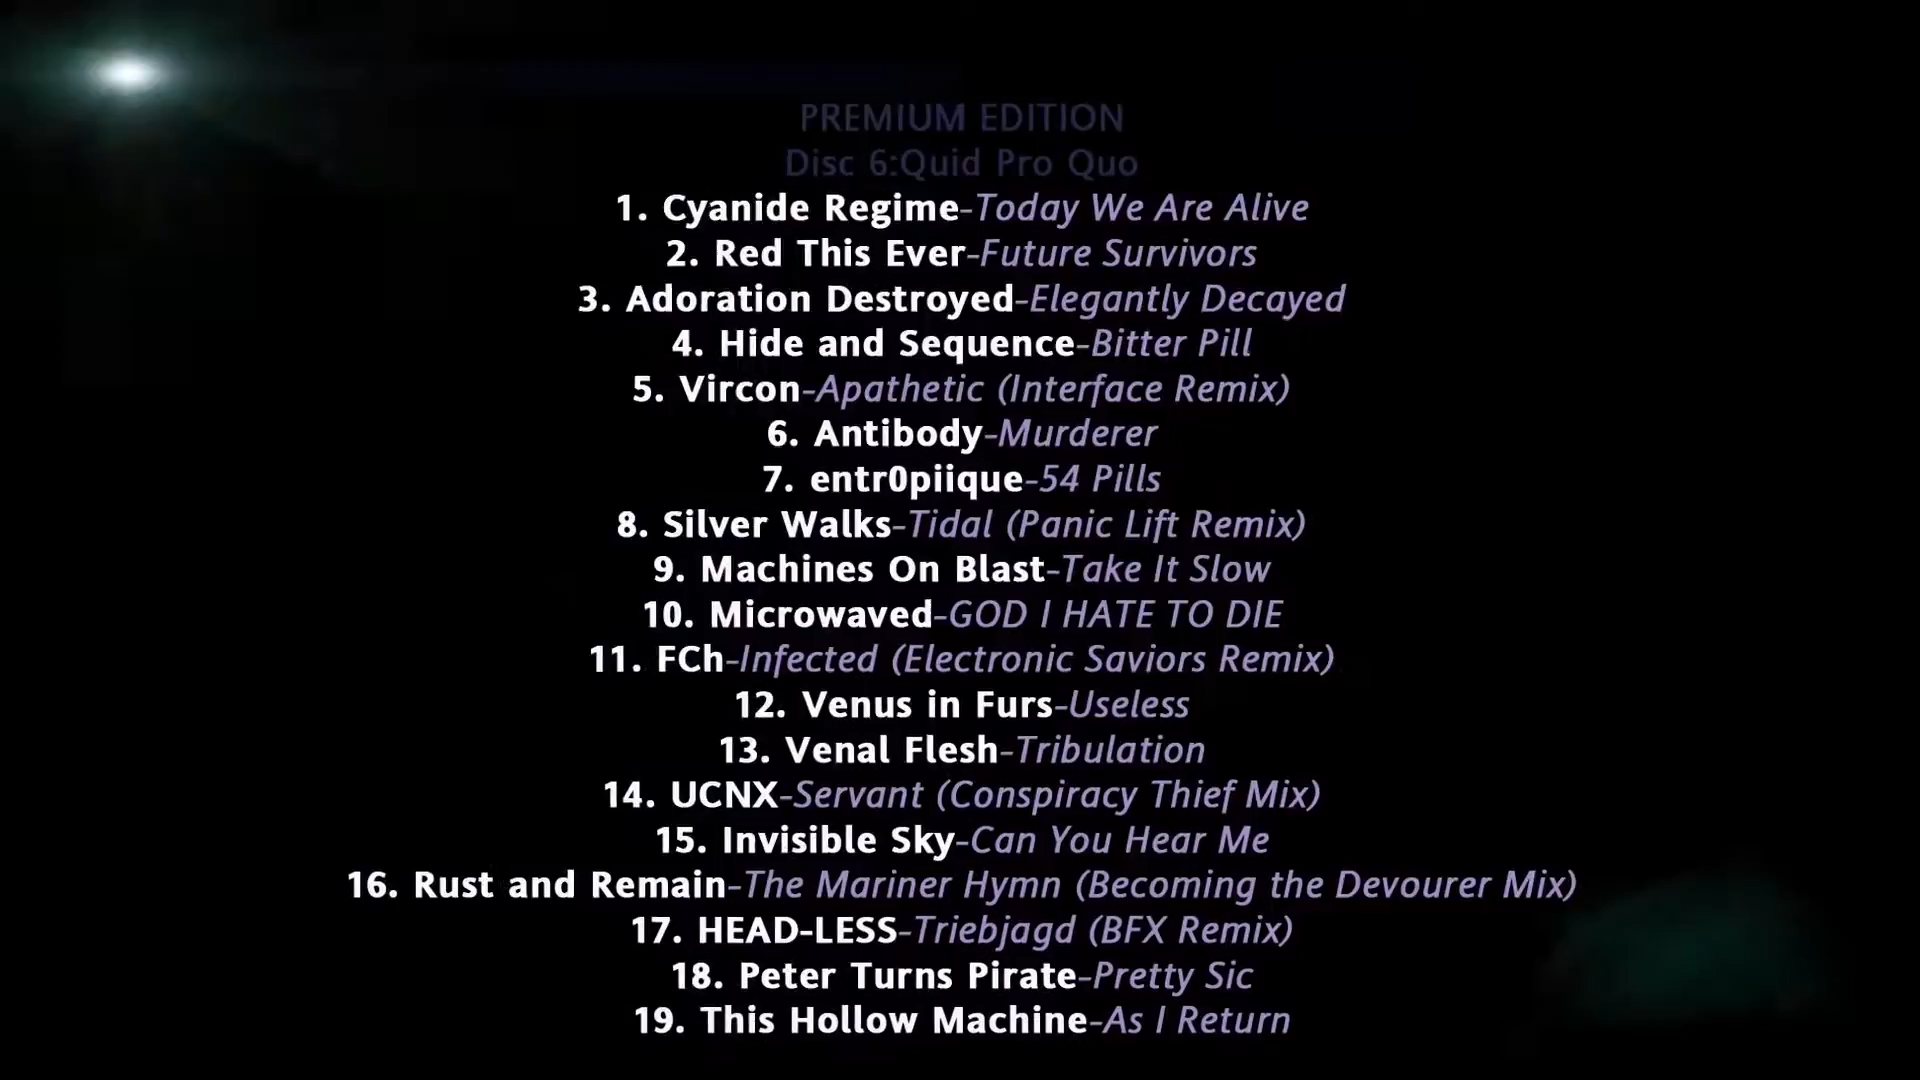 PREMIUM EDITION
Disc 6:Quid Pro Quo
1. Cyanide Regime-Today We Are Alive
2. Red This Ever-Future Survivors
3. Adoration Destroyed-Elegantly Decayed
4. Hide and Sequence-Bitter Pill
5. Vircon-Apathetic (Interface Remix)
6. Antibody-Murderer
7. entr0piique-54 Pills
8. Silver Walks-Tidal (Panic Lift Remix)
9. Machines On Blast-Take It Slow
10. Microwaved-GOD I HATE TO DIE
11. FCh-Infected (Electronic Saviors Remix)
12. Venus in Furs-Useless
13. Venal Flesh-Tribulation
14. UCNX-Servant (Conspiracy Thief Mix)
15. Invisible Sky-Can You Hear Me
16. Rust and Remain-The Mariner Hymn (Becoming the Devourer Mix)
17. HEAD-LESS-Triebjagd (BFX Remix)
18. Peter Turns Pirate-Pretty Sic
19. This Hollow Machine-As I Return